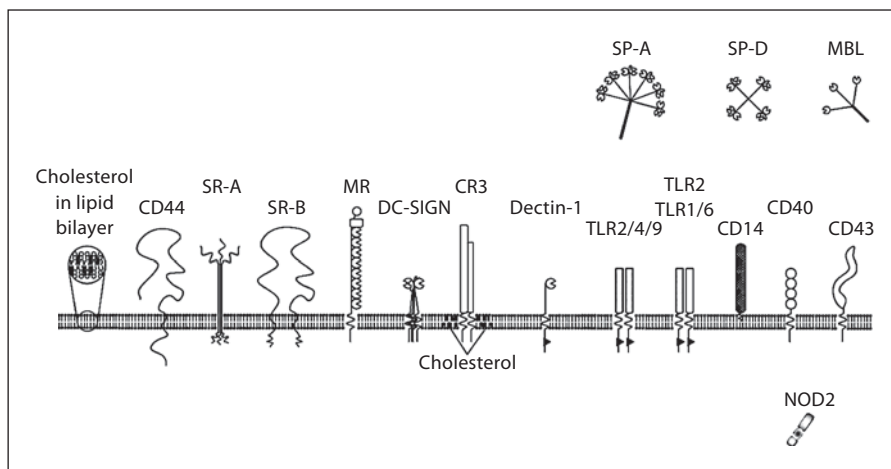 SP-A
SP-D
MBL
Cholesterol
in lipid
bilayer
CD44
SR-A
SR-B
MR
DC-SIGN
CR3
Dectin-1
TLR2/4/9
TLR2
TLR1/6
CD14
CD40
CD43
Cholesterol
NOD2